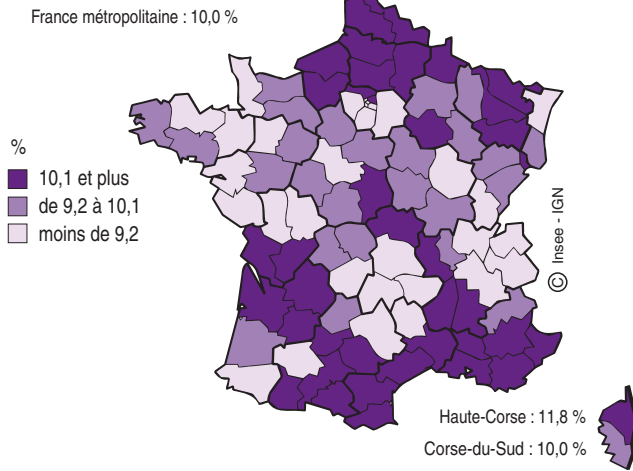 France métropolitaine : 10,0 %
%
10,1 et plus
de 9,2 à 10,1
moins de 9,2
© Insee - IGN
Haute-Corse : 11,8 %
Corse-du-Sud : 10,0 %